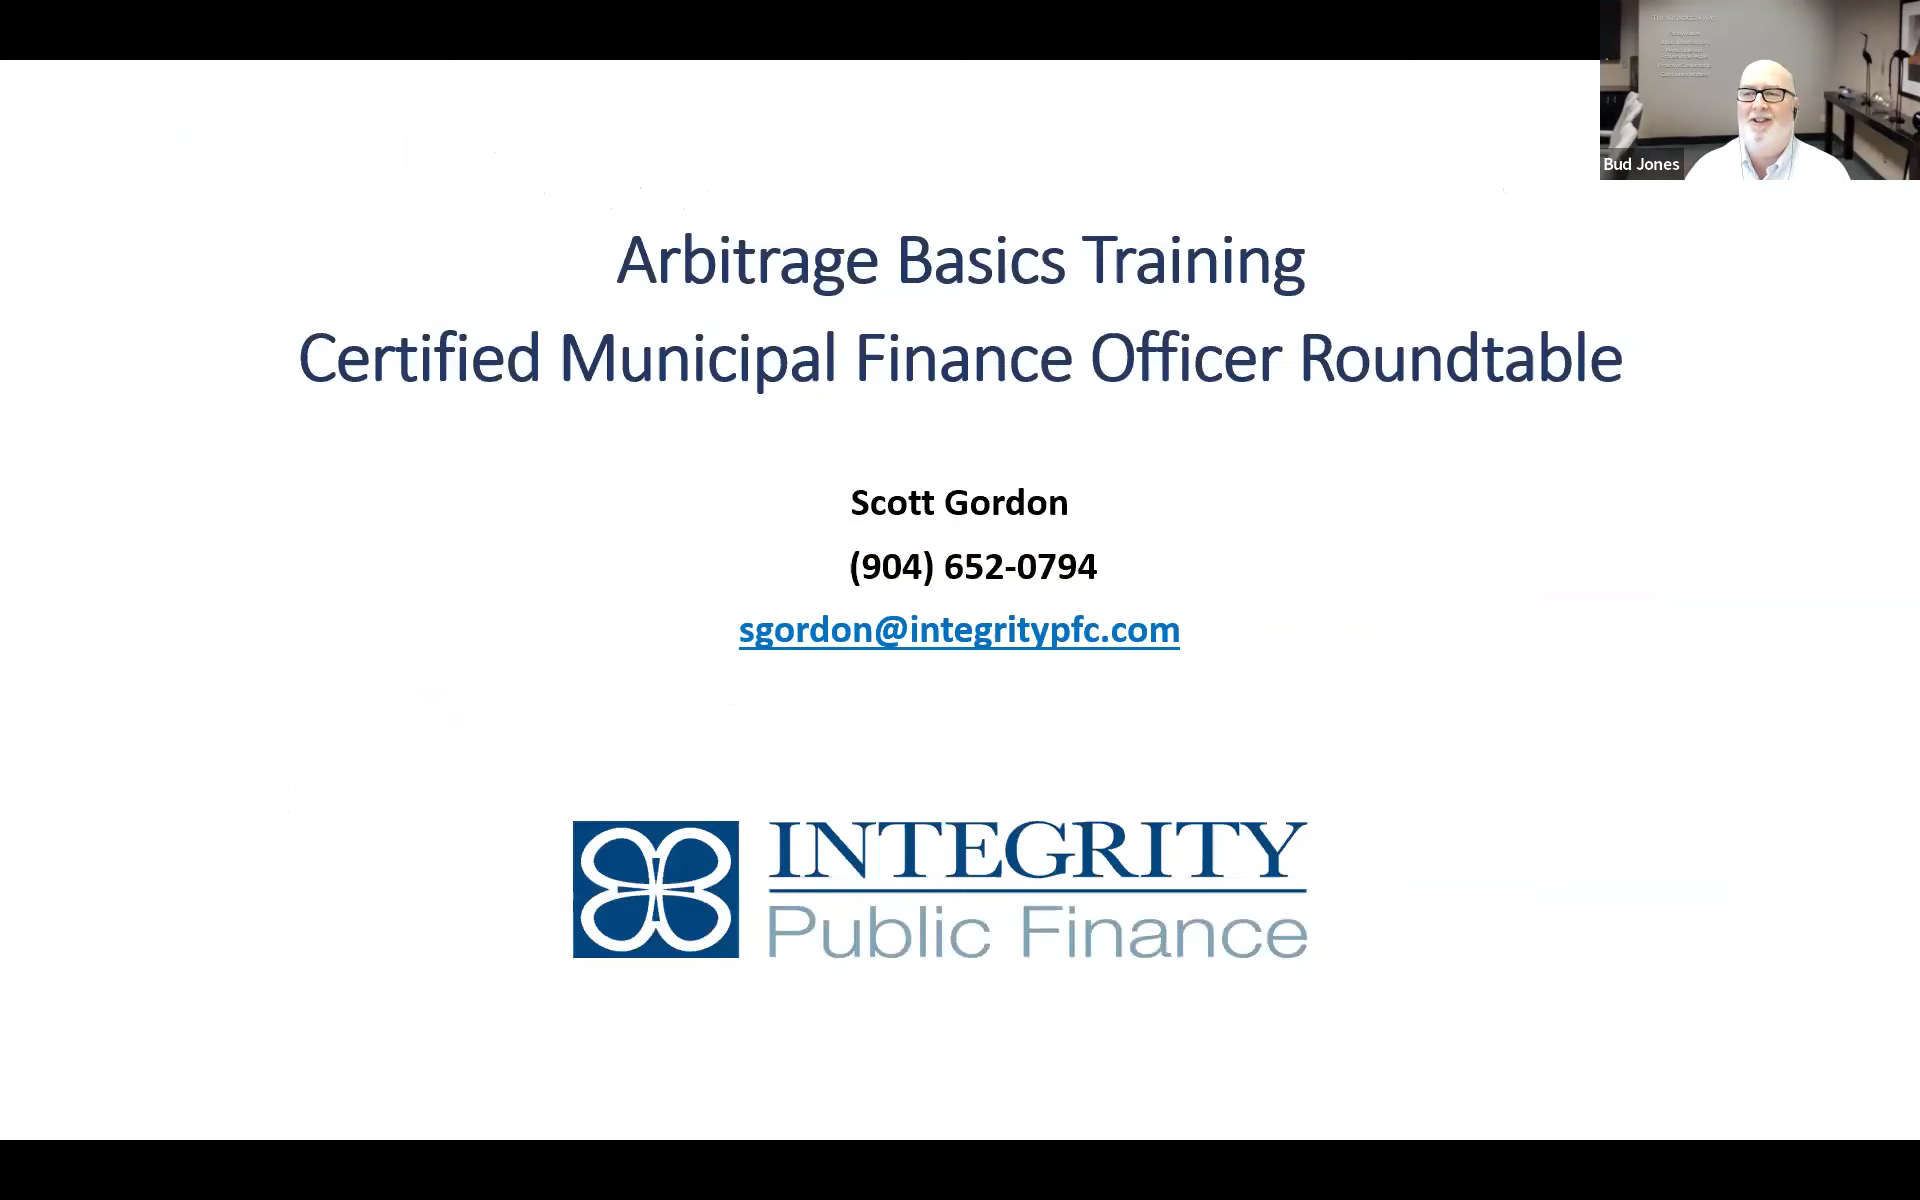 Arbitrage Basics Training
Certified Municipal Finance Officer Roundtable
Scott Gordon
(904) 652-0794
sgordon@integritypfc.com
INTEGRITY
Public Finance
Bud Jones